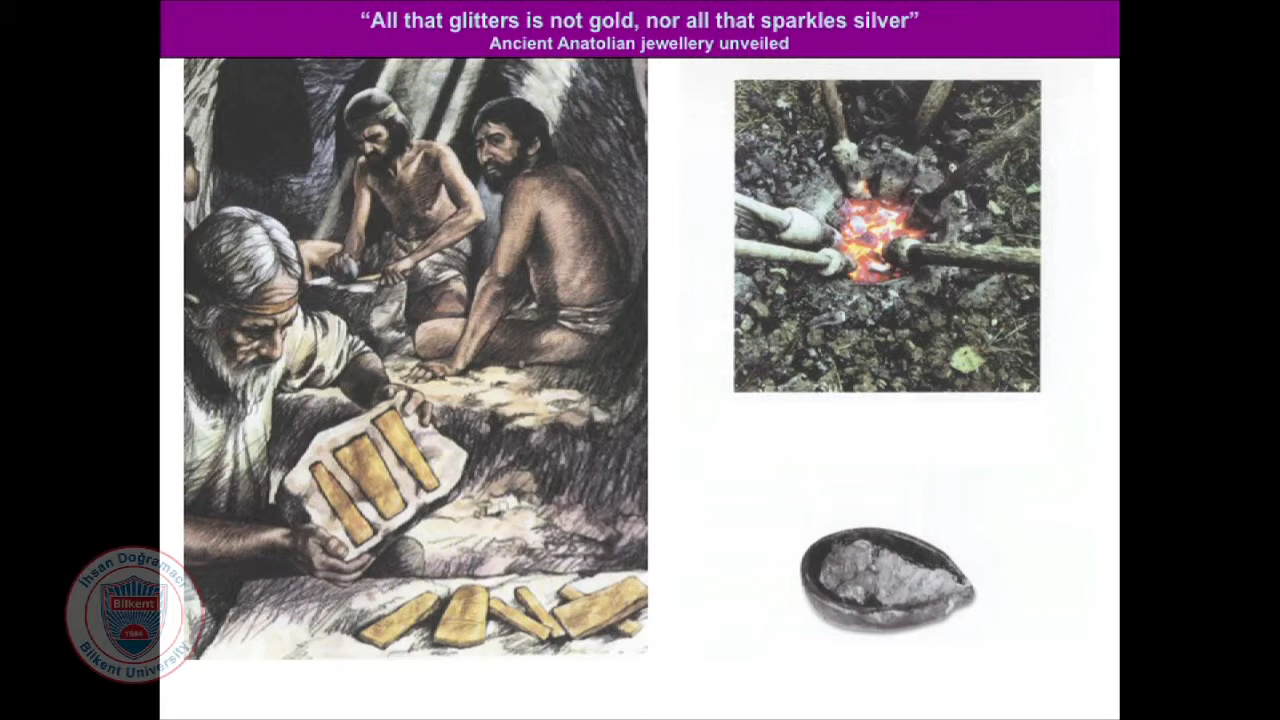 “All that glitters is not gold, nor all that sparkles silver”
Ancient Anatolian jewellery unveiled
İhsan Doğramacı
Bilkent
1984
Bilkent University